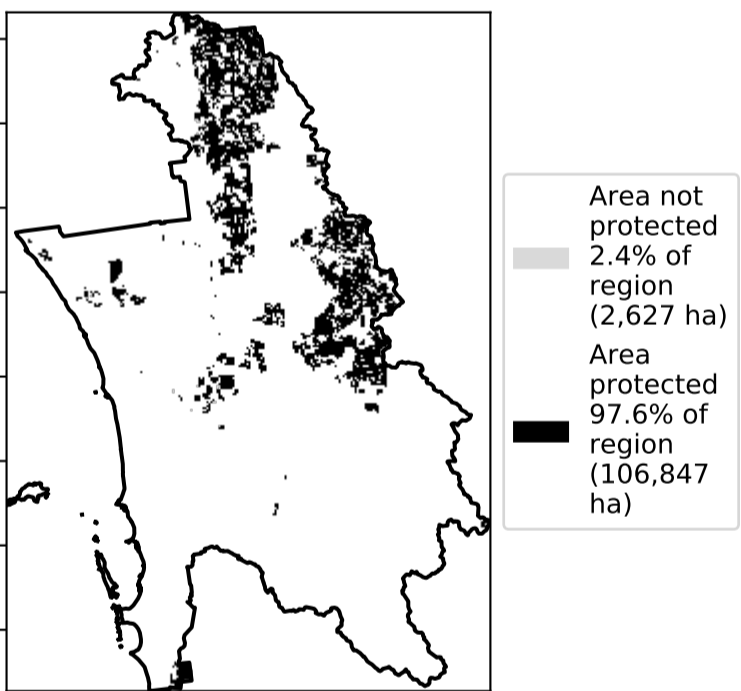 Area not
protected
2.4% of
region
(2,627 ha)
Area
protected
97.6% of
region
(106,847
ha)